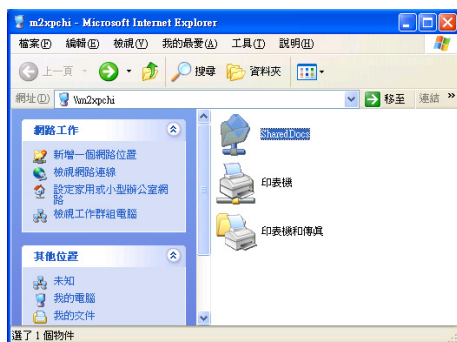 m2xpchi - Microsoft Internet Explorer
檔案(F) 編輯(E) 檢視(V) 我的最愛(A) 工具(T) 說明(H)
上一頁 搜尋 資料夾
網址(D) \\m2xpchi 移至 連結 »
網路工作
新增一個網路位置
檢視網路連線
設定家用或小型辦公室網
路
檢視工作群組電腦
其他位置
未知
我的電腦
我的文件
SharedDocs
印表機
印表機和傳真
選了 1 個物件